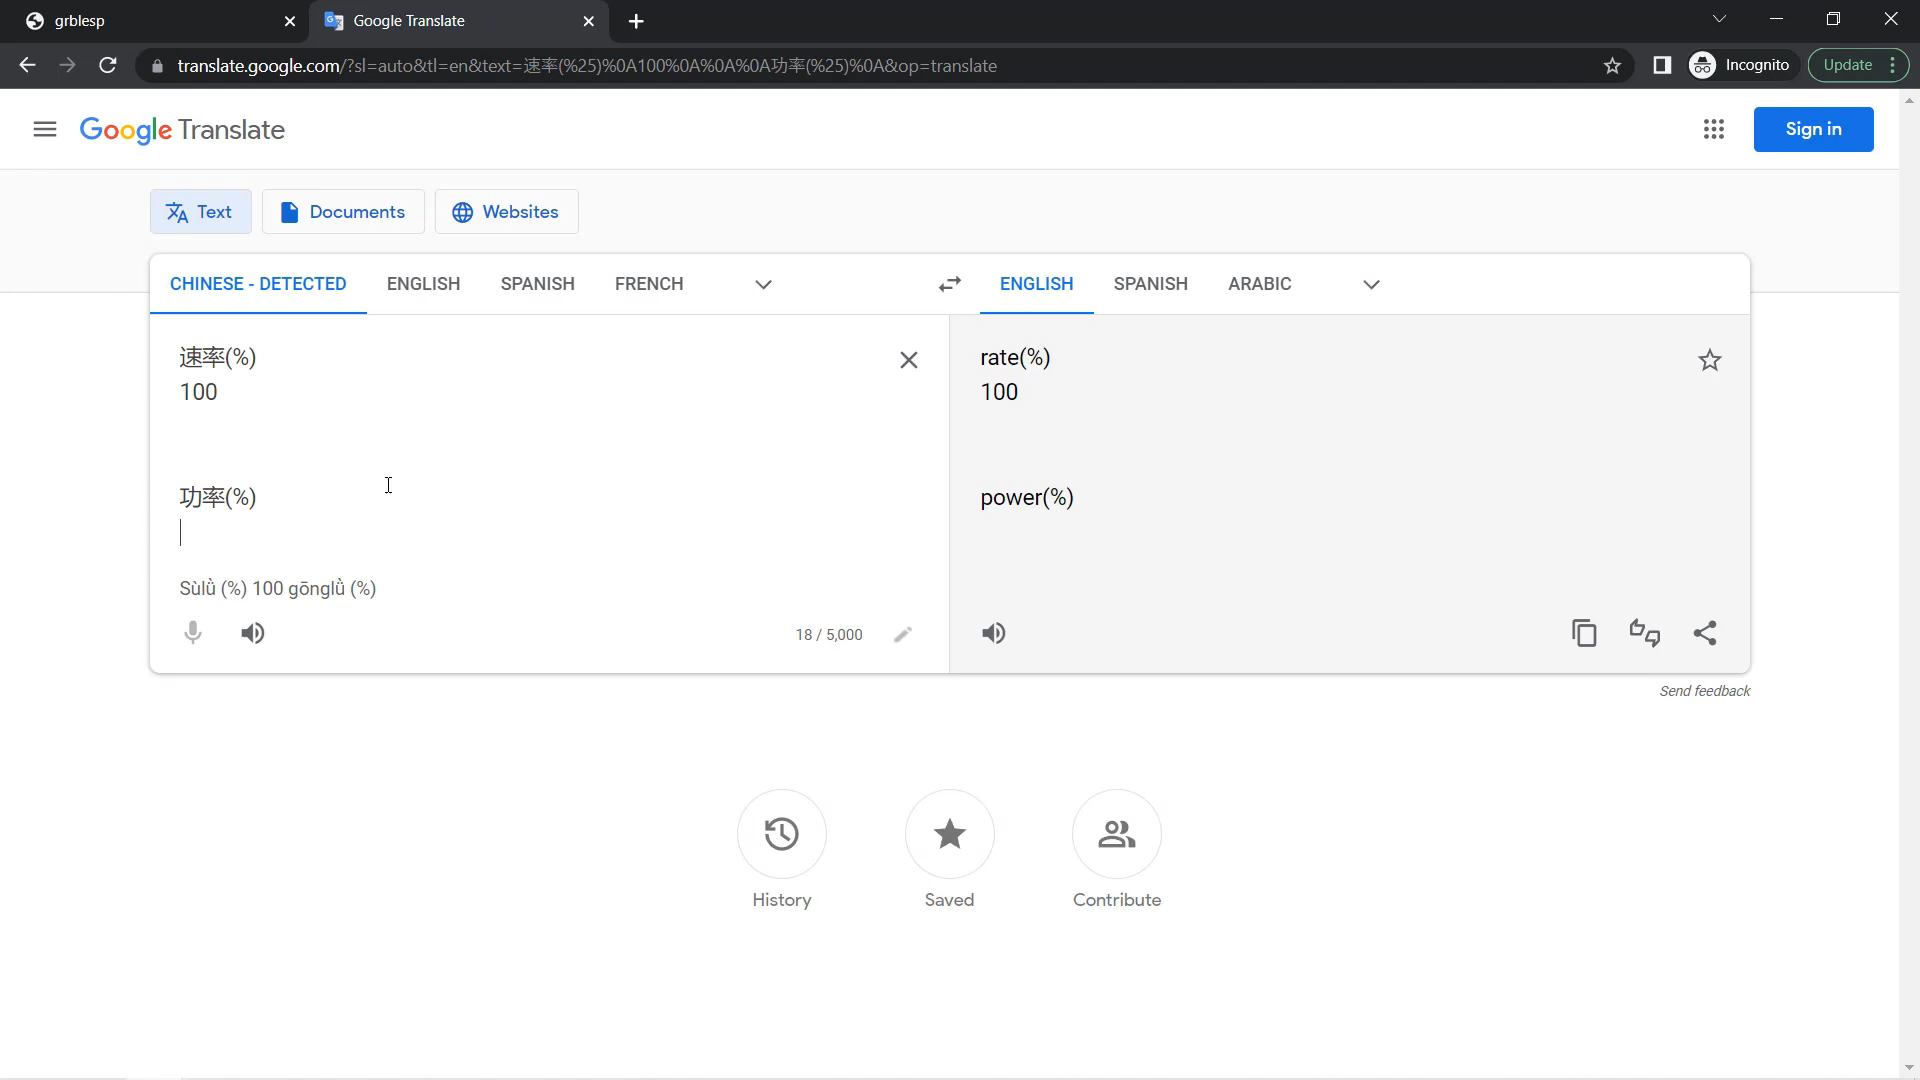 grblesp
Google Translate
translate.google.com/?sl=auto&tl=en&text=速率(%25)%0A100%0A%0A%0A功率(%25)%0A&op=translate
Incognito
Update
Google Translate
Sign in
Text
Documents
Websites
CHINESE - DETECTED
ENGLISH
SPANISH
FRENCH
ENGLISH
SPANISH
ARABIC
速率(%)
100
功率(%)
Sùlǜ (%) 100 gōnglǜ (%)
18 / 5,000
rate(%)
100
power(%)
Send feedback
History
Saved
Contribute